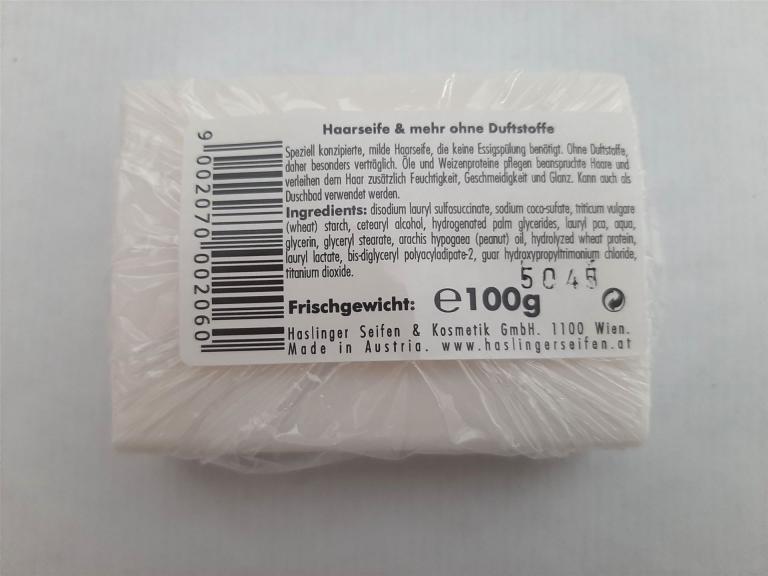 Haarseife & mehr ohne Duftstoffe
Speziell konzipierte, milde Haarseife, die keine Essigspülung benötigt. Ohne Duftstoffe,
daher besonders verträglich. Öle und Weizenproteine pflegen beanspruchte Haare und
verleihen dem Haar zusätzlich Feuchtigkeit, Geschmeidigkeit und Glanz. Kann auch als
Duschbad verwendet werden.
Ingredients: disodium lauryl sulfosuccinate, sodium coco-sufate, triticum vulgare
(wheat) starch, cetearyl alcohol, hydrogenated palm glycerides, lauryl pca, aqua,
glycerin, glyceryl stearate, arachis hypogaea (peanut) oil, hydrolyzed wheat protein,
lauryl lactate, bis-diglyceryl polyacyladipate-2, guar hydroxypropyltrimonium chloride,
titanium dioxide.
5045
Frischgewicht: ℮100g
Haslinger Seifen & Kosmetik GmbH. 1100 Wien.
Made in Austria. www.haslingerseifen.at
9 002070 002060